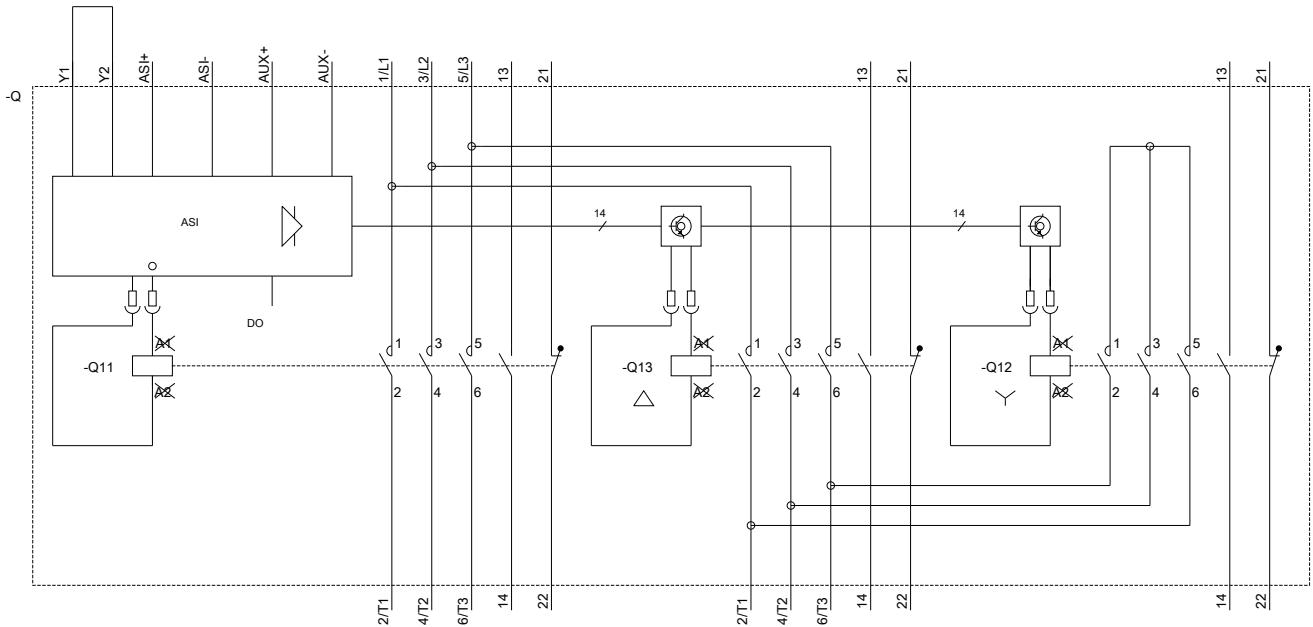 Y1
Y2
ASI+
ASI-
AUX+
AUX-
1/L1
3/L2
5/L3
13
21
13
21
13
21
-Q
ASI
14
14
DO
-Q11
A1
A2
1
3
5
2
4
6
-Q13
A1
A2
1
3
5
2
4
6
-Q12
A1
A2
1
3
5
2
4
6
2/T1
4/T2
6/T3
14
22
2/T1
4/T2
6/T3
14
22
14
22